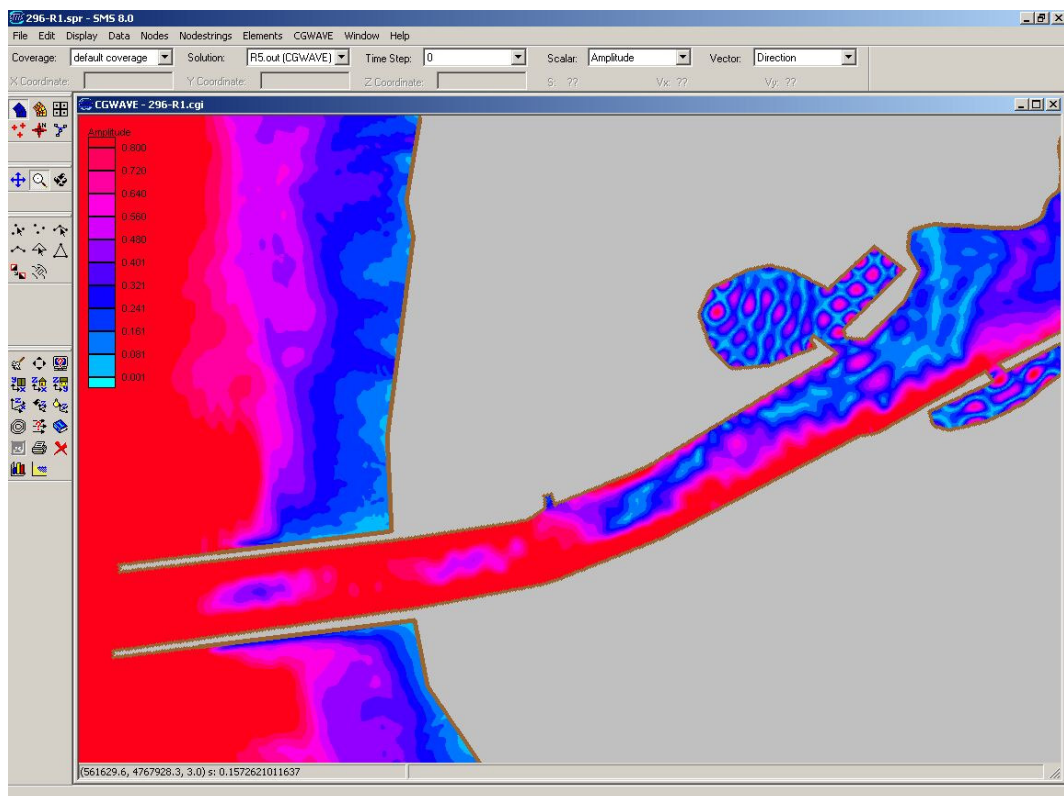 296-R1.spr - SMS 8.0
File Edit Display Data Nodes Nodestrings Elements CGWAVE Window Help
Coverage: default coverage Solution: R5.out (CGWAVE) Time Step: 0 Scalar: Amplitude Vector: Direction
X Coordinate: Y Coordinate: Z Coordinate: S: ?? Vx: ?? Vy: ??
CGWAVE - 296-R1.cgi
Amplitude
0.800
0.720
0.640
0.560
0.480
0.401
0.321
0.241
0.161
0.081
0.001
(561629.6, 4767928.3, 3.0) s: 0.1572621011637